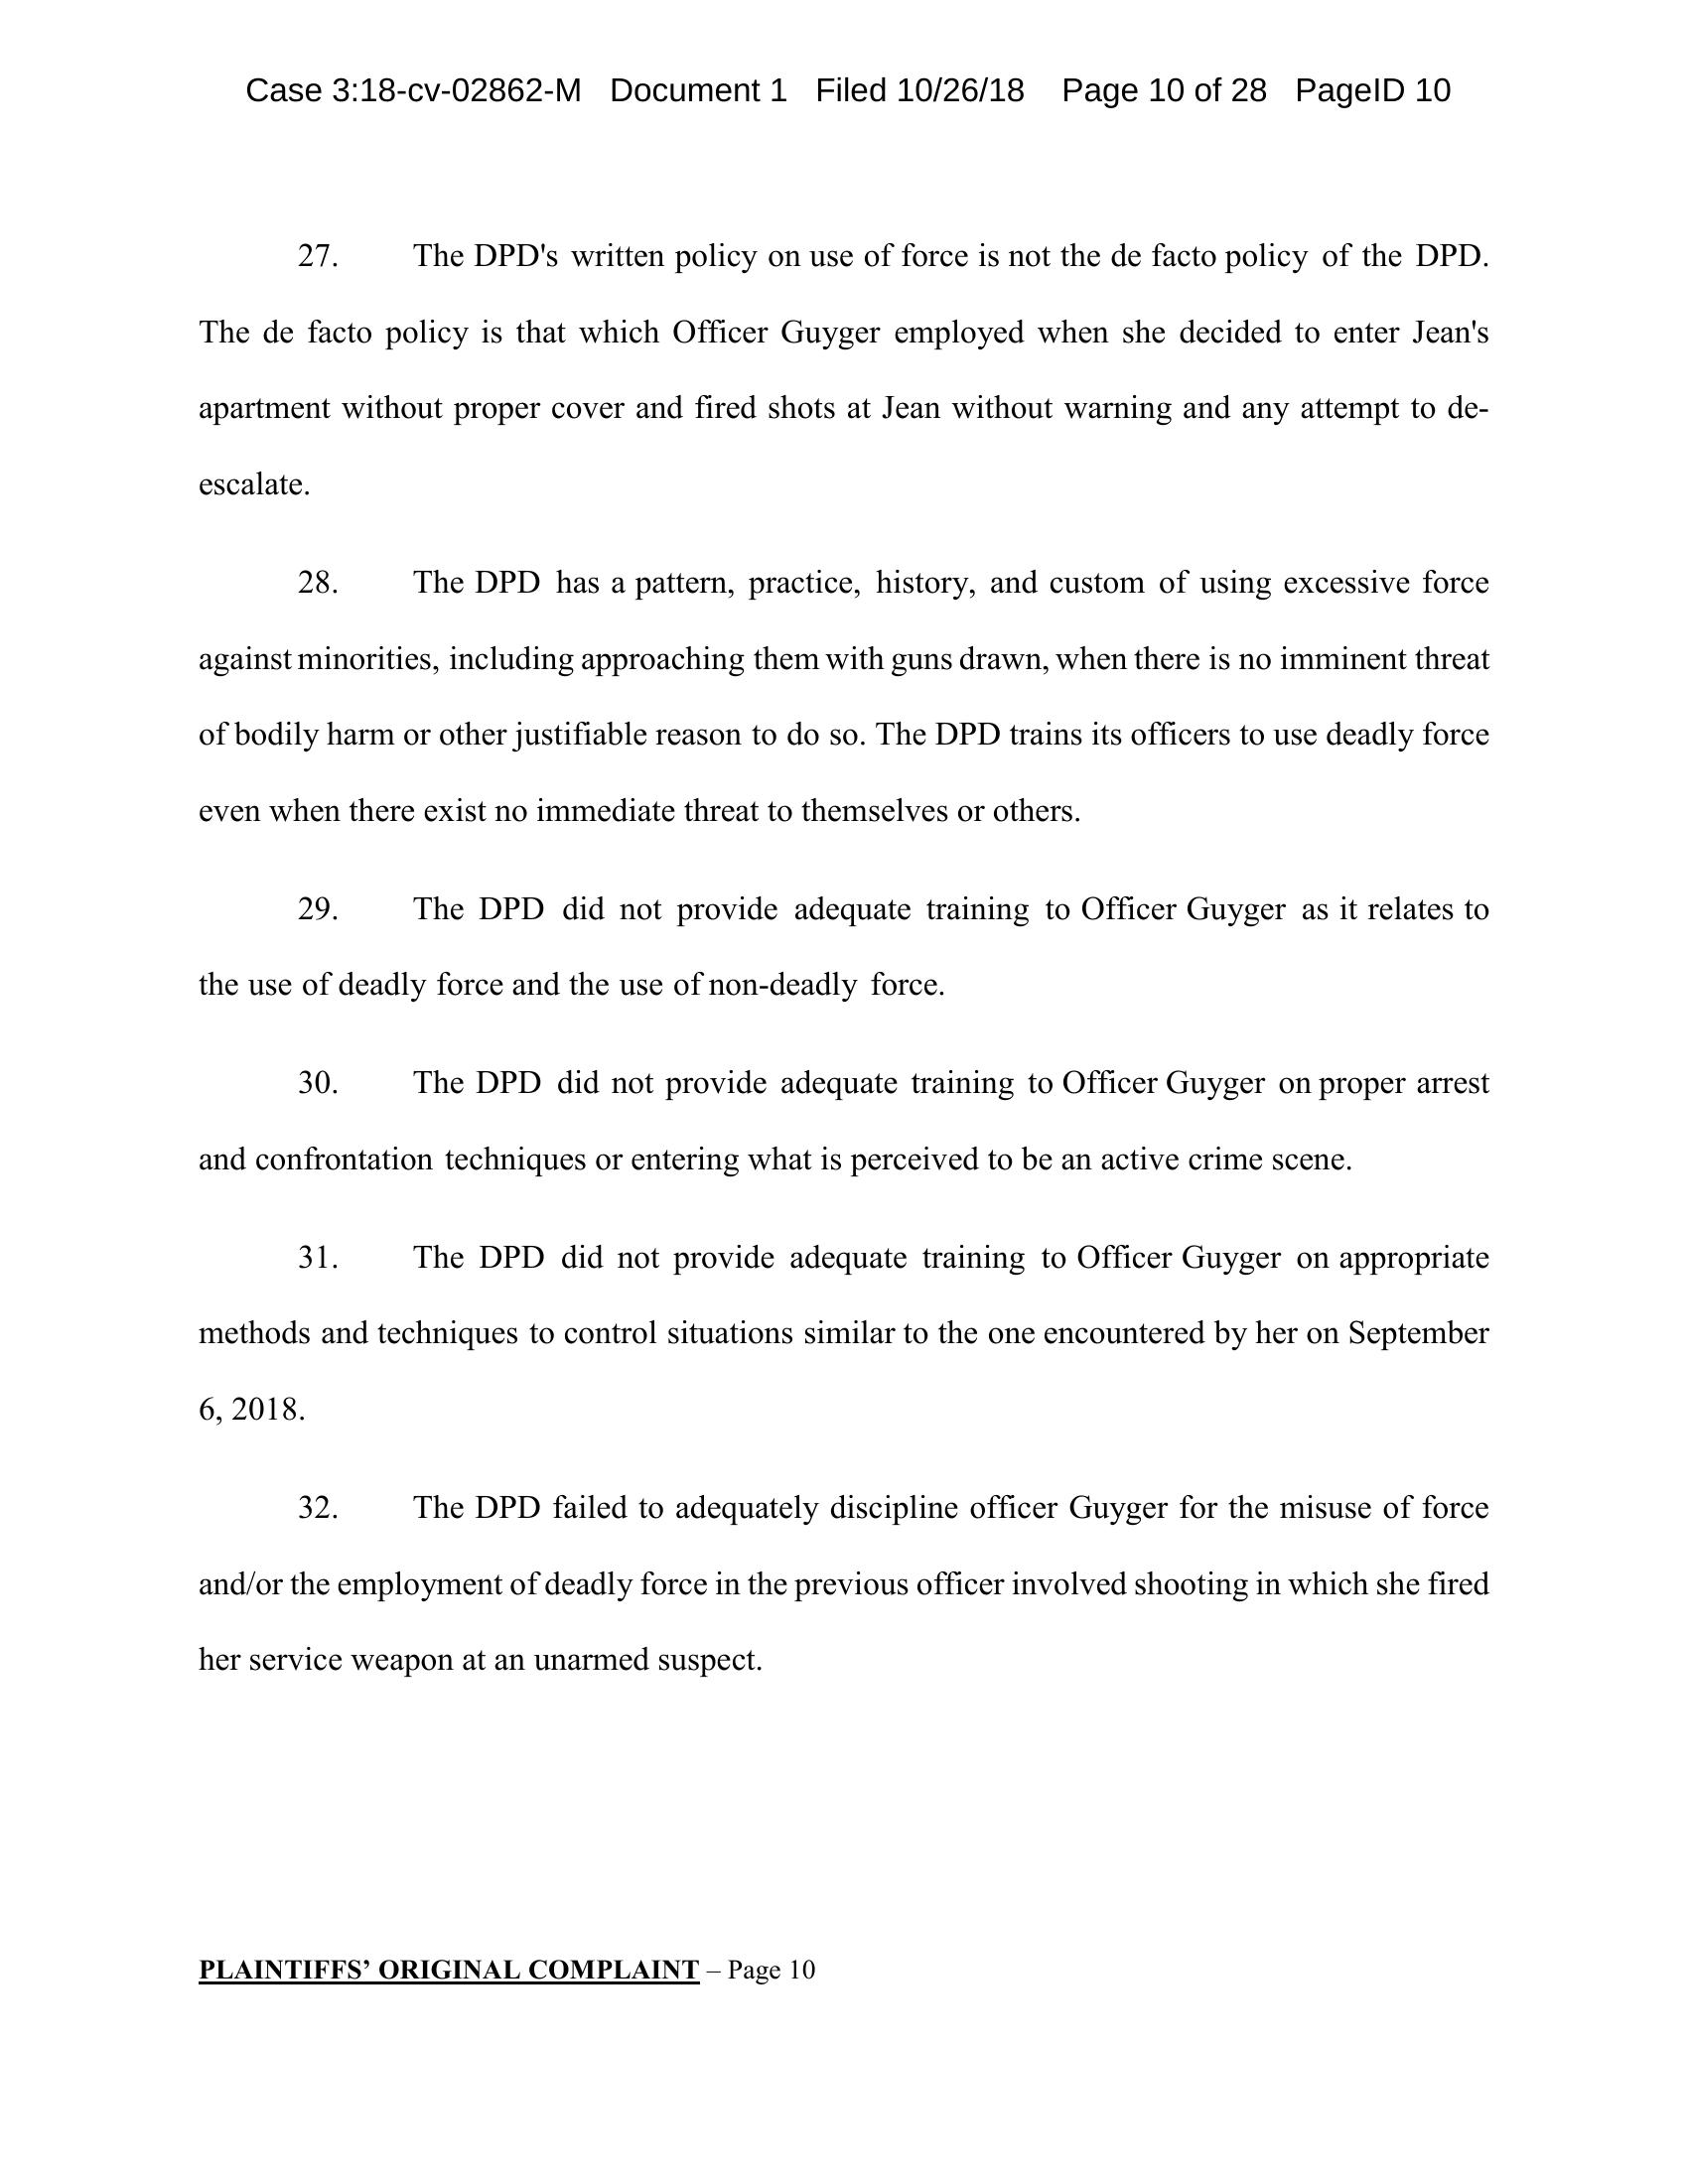 Case 3:18-cv-02862-M Document 1 Filed 10/26/18 Page 10 of 28 PageID 10
27. The DPD's written policy on use of force is not the de facto policy of the DPD.
The de facto policy is that which Officer Guyger employed when she decided to enter Jean's
apartment without proper cover and fired shots at Jean without warning and any attempt to de-
escalate.
28. The DPD has a pattern, practice, history, and custom of using excessive force
against minorities, including approaching them with guns drawn, when there is no imminent threat
of bodily harm or other justifiable reason to do so. The DPD trains its officers to use deadly force
even when there exist no immediate threat to themselves or others.
29. The DPD did not provide adequate training to Officer Guyger as it relates to
the use of deadly force and the use of non-deadly force.
30. The DPD did not provide adequate training to Officer Guyger on proper arrest
and confrontation techniques or entering what is perceived to be an active crime scene.
31. The DPD did not provide adequate training to Officer Guyger on appropriate
methods and techniques to control situations similar to the one encountered by her on September
6, 2018.
32. The DPD failed to adequately discipline officer Guyger for the misuse of force
and/or the employment of deadly force in the previous officer involved shooting in which she fired
her service weapon at an unarmed suspect.
PLAINTIFFS’ ORIGINAL COMPLAINT – Page 10